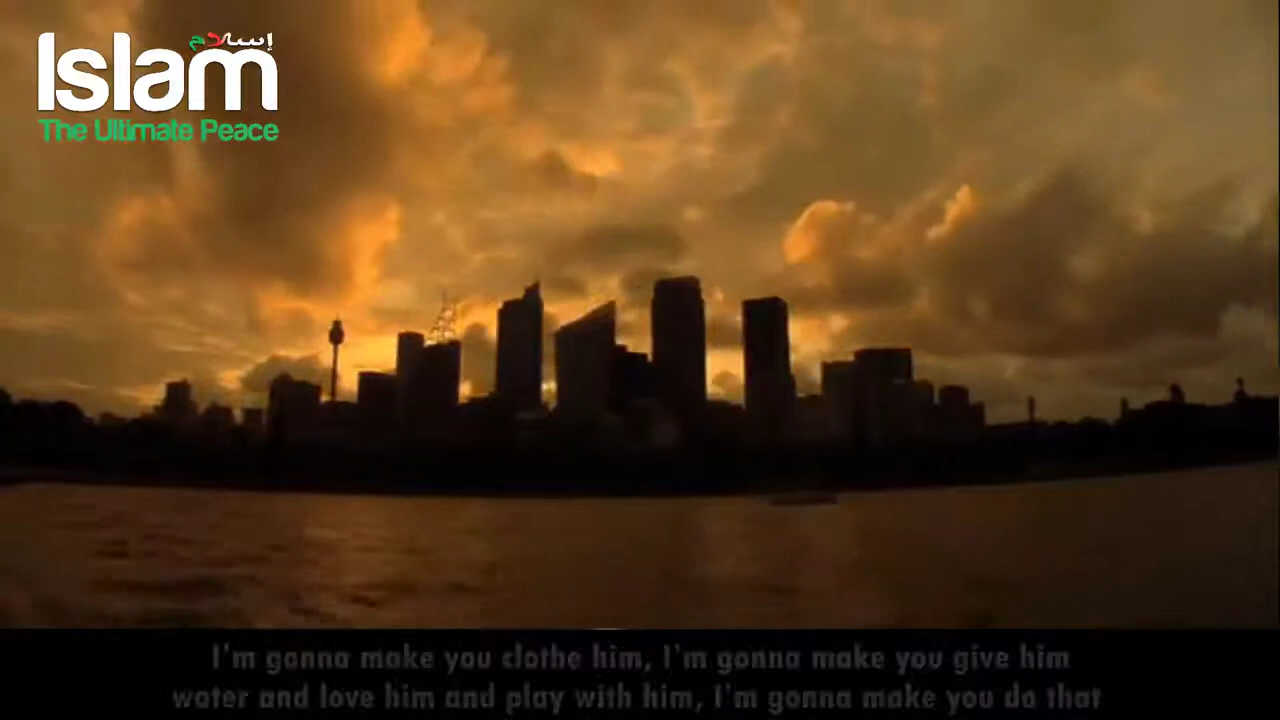 إسلام
Islam
The Ultimate Peace
I'm gonna make you clothe him, I'm gonna make you give him
water and love him and play with him, I'm gonna make you do that